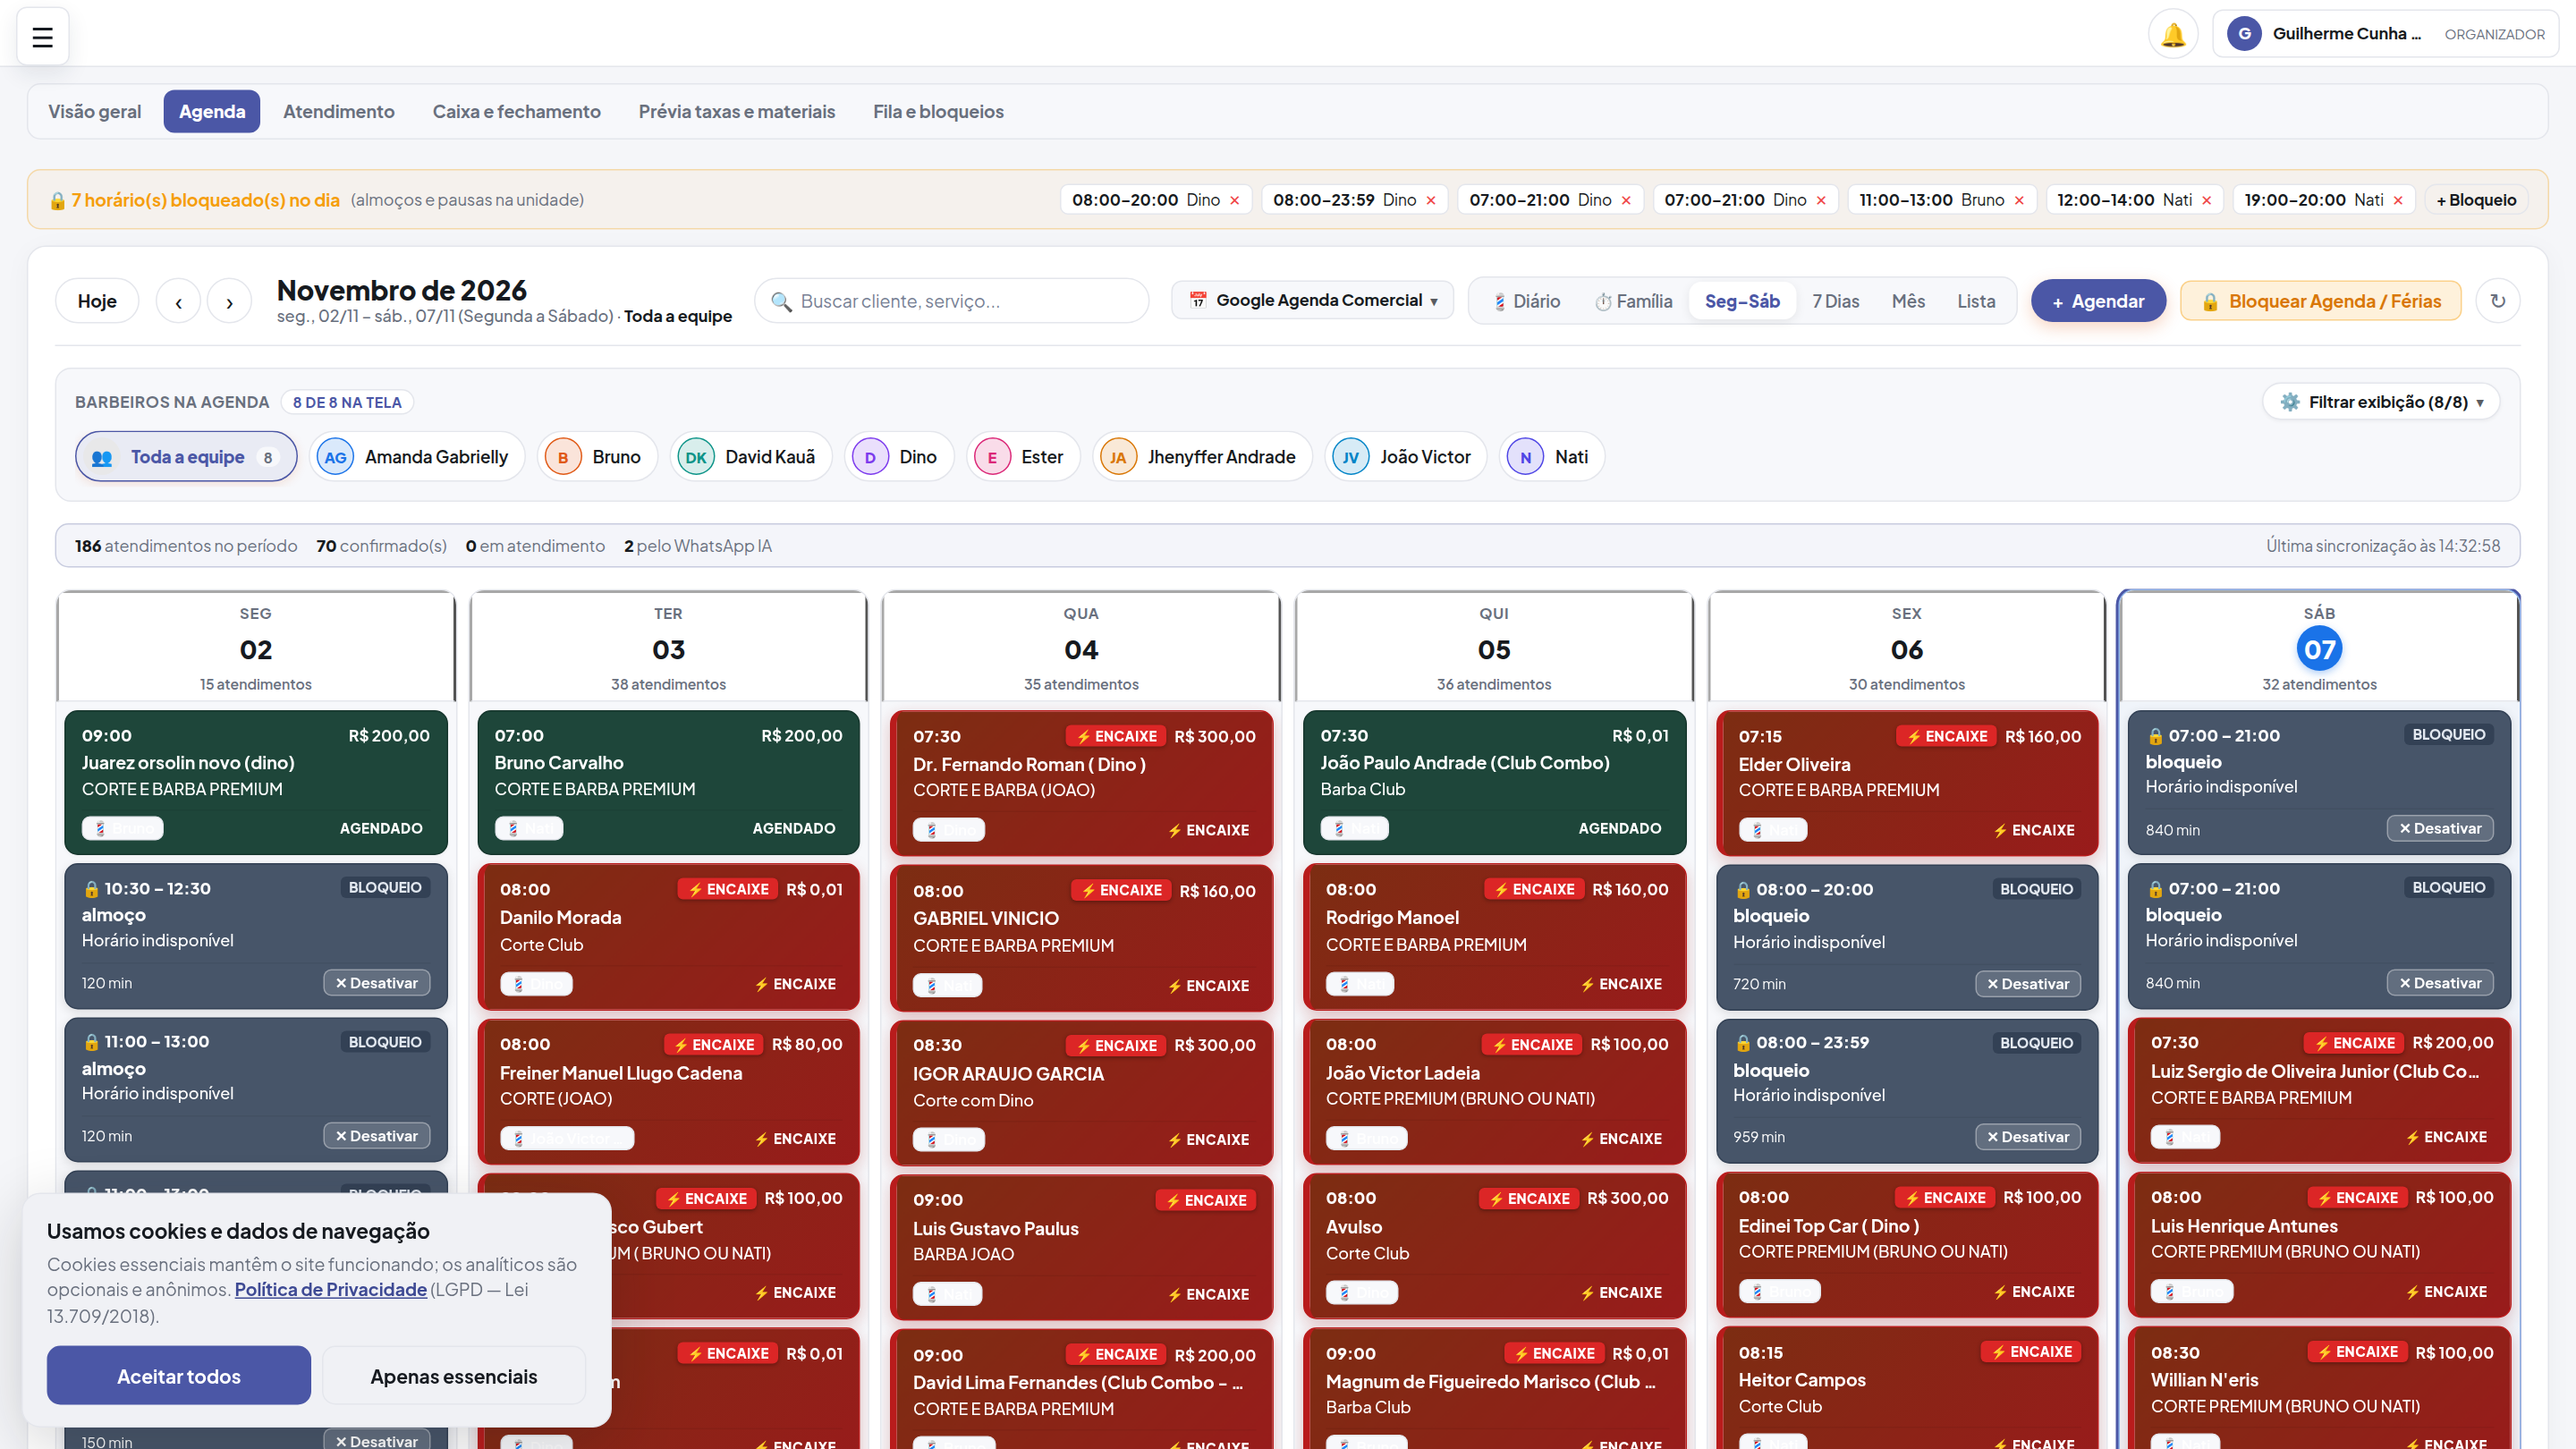 ☰
🔔
G Guilherme Cunha ... ORGANIZADOR
Visão geral Agenda Atendimento Caixa e fechamento Prévia taxas e materiais Fila e bloqueios
🔒 7 horário(s) bloqueado(s) no dia (almoços e pausas na unidade)
08:00–20:00 Dino ×
08:00–23:59 Dino ×
07:00–21:00 Dino ×
07:00–21:00 Dino ×
11:00–13:00 Bruno ×
12:00–14:00 Nati ×
19:00–20:00 Nati ×
+ Bloqueio
Hoje ‹ ›
Novembro de 2026
seg., 02/11 – sáb., 07/11 (Segunda a Sábado) · Toda a equipe
🔍 Buscar cliente, serviço...
📅 Google Agenda Comercial ▾
💈 Diário ⏱️ Família Seg–Sáb 7 Dias Mês Lista
+ Agendar
🔒 Bloquear Agenda / Férias
↻
BARBEIROS NA AGENDA 8 DE 8 NA TELA
⚙️ Filtrar exibição (8/8) ▾
👥 Toda a equipe 8
AG Amanda Gabrielly
B Bruno
DK David Kauã
D Dino
E Ester
JA Jhenyffer Andrade
JV João Victor
N Nati
186 atendimentos no período 70 confirmado(s) 0 em atendimento 2 pelo WhatsApp IA
Última sincronização às 14:32:58
SEG
02
15 atendimentos
09:00 R$ 200,00
Juarez orsolin novo (dino)
CORTE E BARBA PREMIUM
💈 Bruno AGENDADO
🔒 10:30 – 12:30 BLOQUEIO
almoço
Horário indisponível
120 min ✕ Desativar
🔒 11:00 – 13:00 BLOQUEIO
almoço
Horário indisponível
120 min ✕ Desativar
150 min ✕ Desativar
TER
03
38 atendimentos
07:00 R$ 200,00
Bruno Carvalho
CORTE E BARBA PREMIUM
💈 Nati AGENDADO
08:00 ⚡ ENCAIXE R$ 0,01
Danilo Morada
Corte Club
💈 Dino ⚡ ENCAIXE
08:00 ⚡ ENCAIXE R$ 80,00
Freiner Manuel Llugo Cadena
CORTE (JOAO)
💈 João Victor ⚡ ENCAIXE
⚡ ENCAIXE R$ 100,00
sco Gubert
UM ( BRUNO OU NATI)
⚡ ENCAIXE
⚡ ENCAIXE R$ 0,01
⚡ ENCAIXE
QUA
04
35 atendimentos
07:30 ⚡ ENCAIXE R$ 300,00
Dr. Fernando Roman ( Dino )
CORTE E BARBA (JOAO)
💈 Dino ⚡ ENCAIXE
08:00 ⚡ ENCAIXE R$ 160,00
GABRIEL VINICIO
CORTE E BARBA PREMIUM
💈 Nati ⚡ ENCAIXE
08:30 ⚡ ENCAIXE R$ 300,00
IGOR ARAUJO GARCIA
Corte com Dino
💈 Dino ⚡ ENCAIXE
09:00 ⚡ ENCAIXE
Luis Gustavo Paulus
BARBA JOAO
💈 Nati ⚡ ENCAIXE
09:00 ⚡ ENCAIXE R$ 200,00
David Lima Fernandes (Club Combo - ...
CORTE E BARBA PREMIUM
⚡ ENCAIXE
QUI
05
36 atendimentos
07:30 R$ 0,01
João Paulo Andrade (Club Combo)
Barba Club
💈 Nati AGENDADO
08:00 ⚡ ENCAIXE R$ 160,00
Rodrigo Manoel
CORTE E BARBA PREMIUM
💈 Nati ⚡ ENCAIXE
08:00 ⚡ ENCAIXE R$ 100,00
João Victor Ladeia
CORTE PREMIUM (BRUNO OU NATI)
💈 Bruno ⚡ ENCAIXE
08:00 ⚡ ENCAIXE R$ 300,00
Avulso
Corte Club
💈 Dino ⚡ ENCAIXE
09:00 ⚡ ENCAIXE R$ 0,01
Magnum de Figueiredo Marisco (Club ...
Barba Club
⚡ ENCAIXE
SEX
06
30 atendimentos
07:15 ⚡ ENCAIXE R$ 160,00
Elder Oliveira
CORTE E BARBA PREMIUM
💈 Nati ⚡ ENCAIXE
🔒 08:00 – 20:00 BLOQUEIO
bloqueio
Horário indisponível
720 min ✕ Desativar
🔒 08:00 – 23:59 BLOQUEIO
bloqueio
Horário indisponível
959 min ✕ Desativar
08:00 ⚡ ENCAIXE R$ 100,00
Edinei Top Car ( Dino )
CORTE PREMIUM (BRUNO OU NATI)
💈 Bruno ⚡ ENCAIXE
08:15 ⚡ ENCAIXE
Heitor Campos
Corte Club
⚡ ENCAIXE
SÁB
07
32 atendimentos
🔒 07:00 – 21:00 BLOQUEIO
bloqueio
Horário indisponível
840 min ✕ Desativar
🔒 07:00 – 21:00 BLOQUEIO
bloqueio
Horário indisponível
840 min ✕ Desativar
07:30 ⚡ ENCAIXE R$ 200,00
Luiz Sergio de Oliveira Junior (Club Co...
CORTE E BARBA PREMIUM
💈 Nati ⚡ ENCAIXE
08:00 ⚡ ENCAIXE R$ 100,00
Luis Henrique Antunes
CORTE PREMIUM (BRUNO OU NATI)
💈 Bruno ⚡ ENCAIXE
08:30 ⚡ ENCAIXE R$ 100,00
Willian N'eris
CORTE PREMIUM (BRUNO OU NATI)
⚡ ENCAIXE
Usamos cookies e dados de navegação
Cookies essenciais mantêm o site funcionando; os analíticos são
opcionais e anônimos. Política de Privacidade (LGPD — Lei
13.709/2018).
Aceitar todos Apenas essenciais